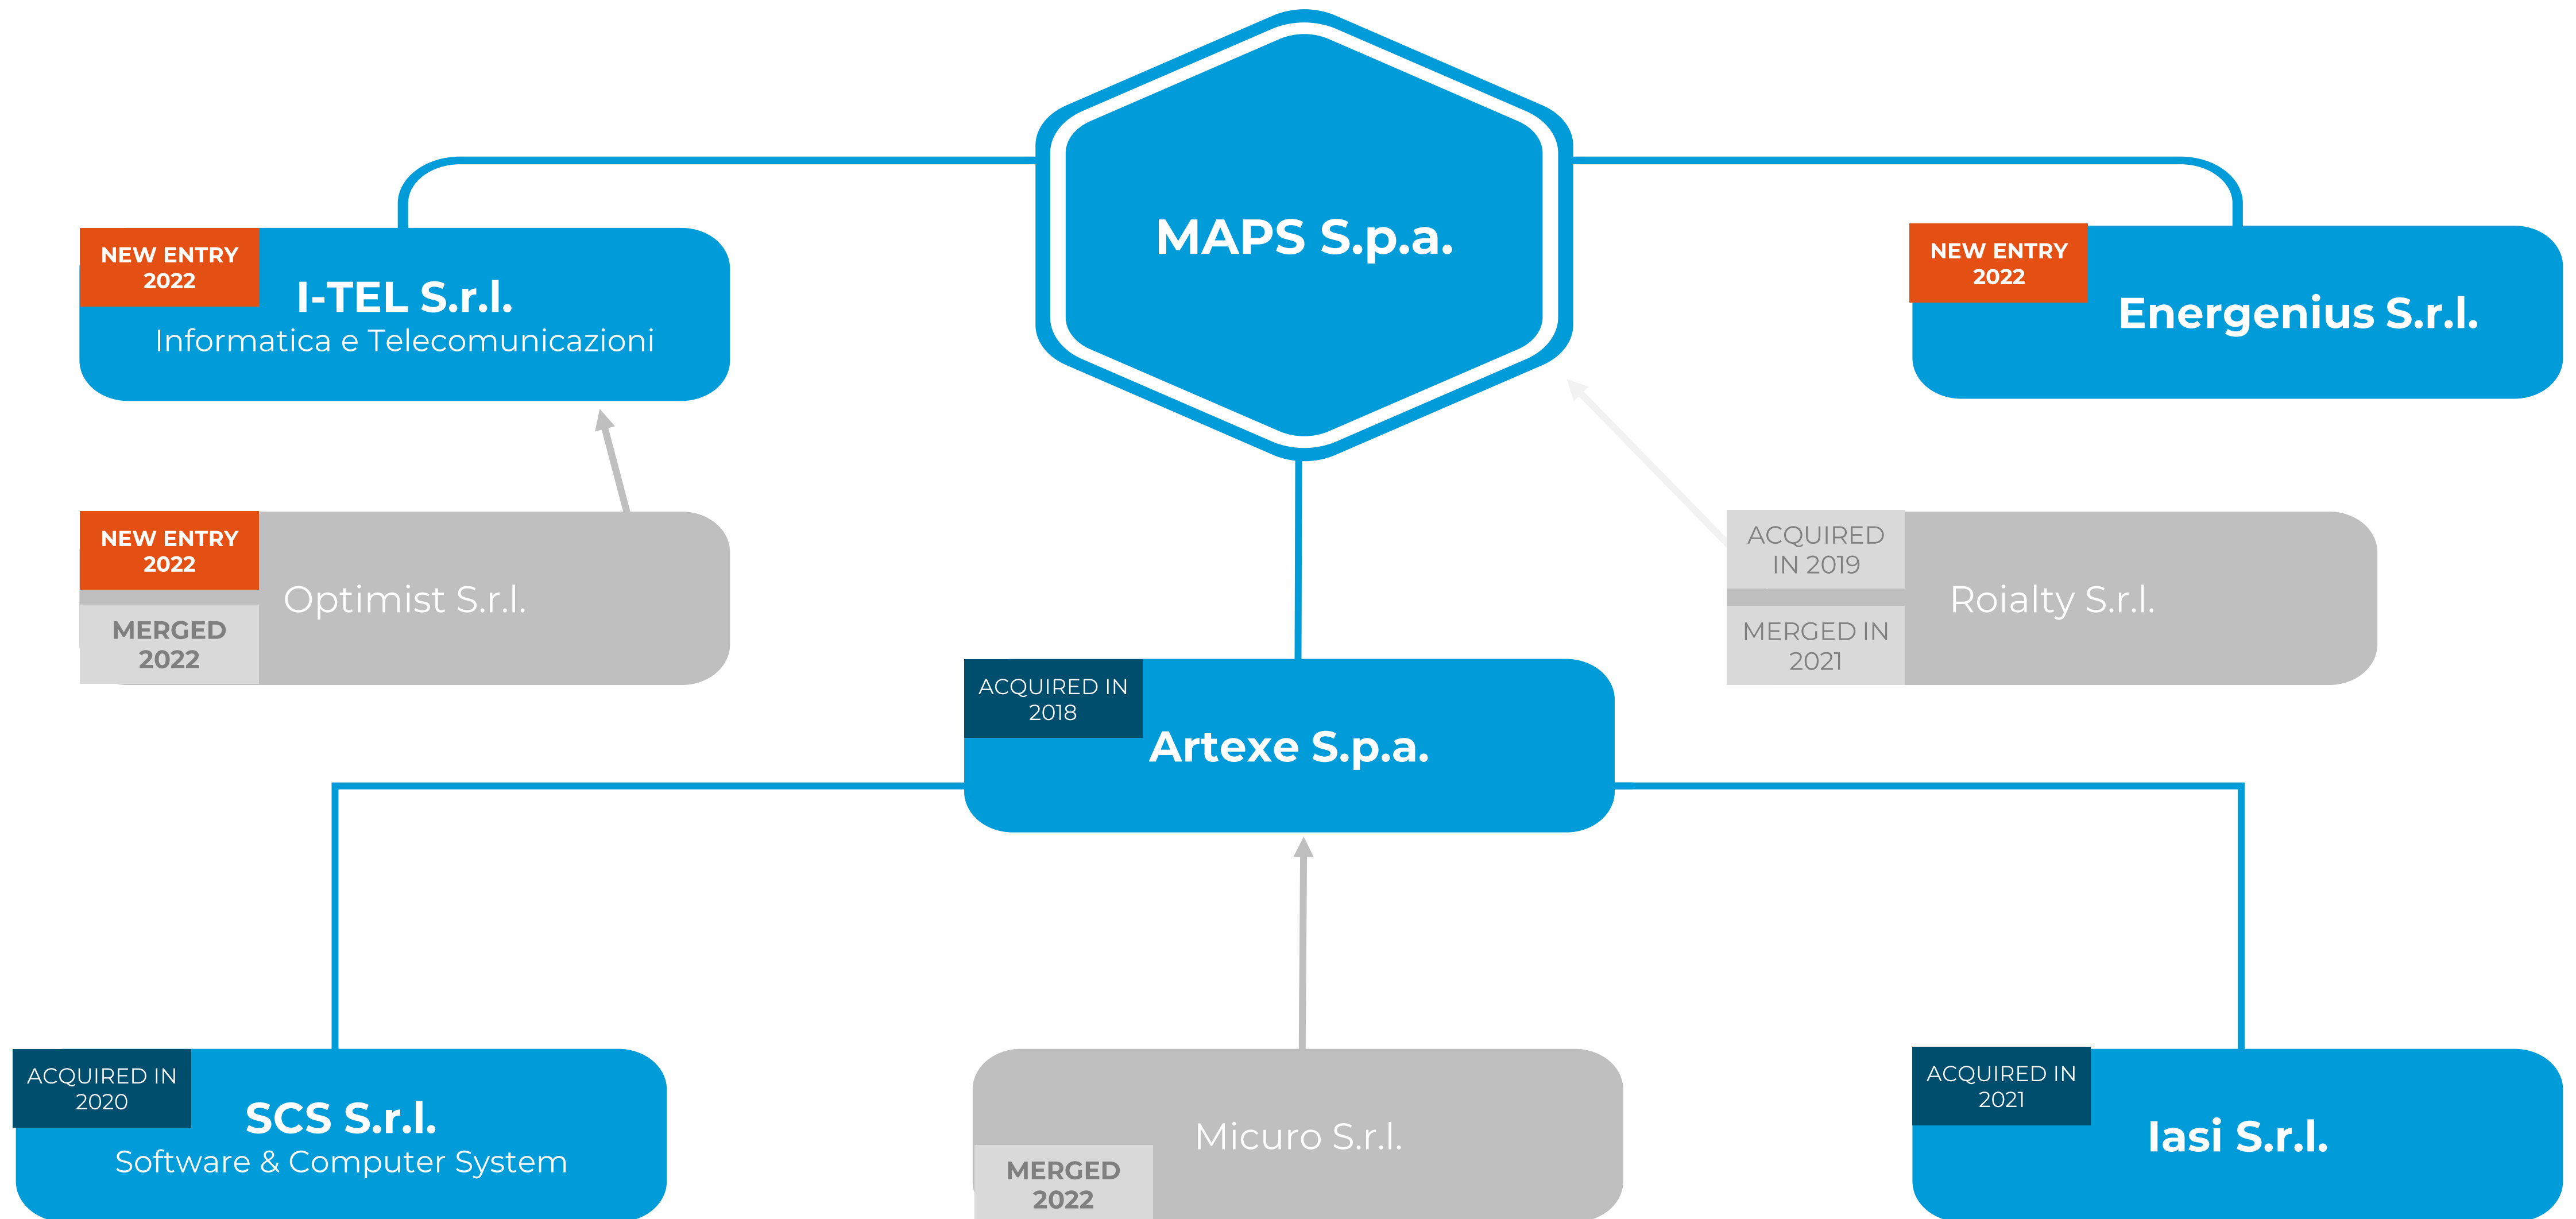 MAPS S.p.a.
NEW ENTRY
2022
I-TEL S.r.l.
Informatica e Telecomunicazioni
NEW ENTRY
2022
Energenius S.r.l.
NEW ENTRY
2022
MERGED
2022
Optimist S.r.l.
ACQUIRED
IN 2019
MERGED IN
2021
Roialty S.r.l.
ACQUIRED IN
2018
Artexe S.p.a.
ACQUIRED IN
2020
SCS S.r.l.
Software & Computer System
Micuro S.r.l.
MERGED
2022
ACQUIRED IN
2021
Iasi S.r.l.